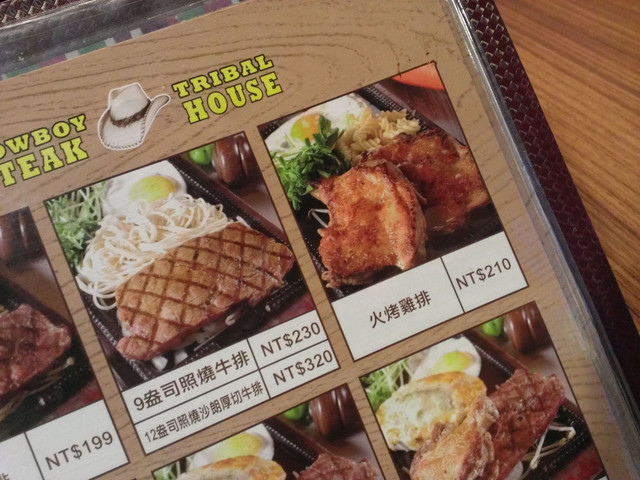 TRIBAL
HOUSE
OWBOY
TEAK
9盎司照燒牛排 NT$230
12盎司照燒沙朗厚切牛排 NT$320
火烤雞排 NT$210
排 NT$199